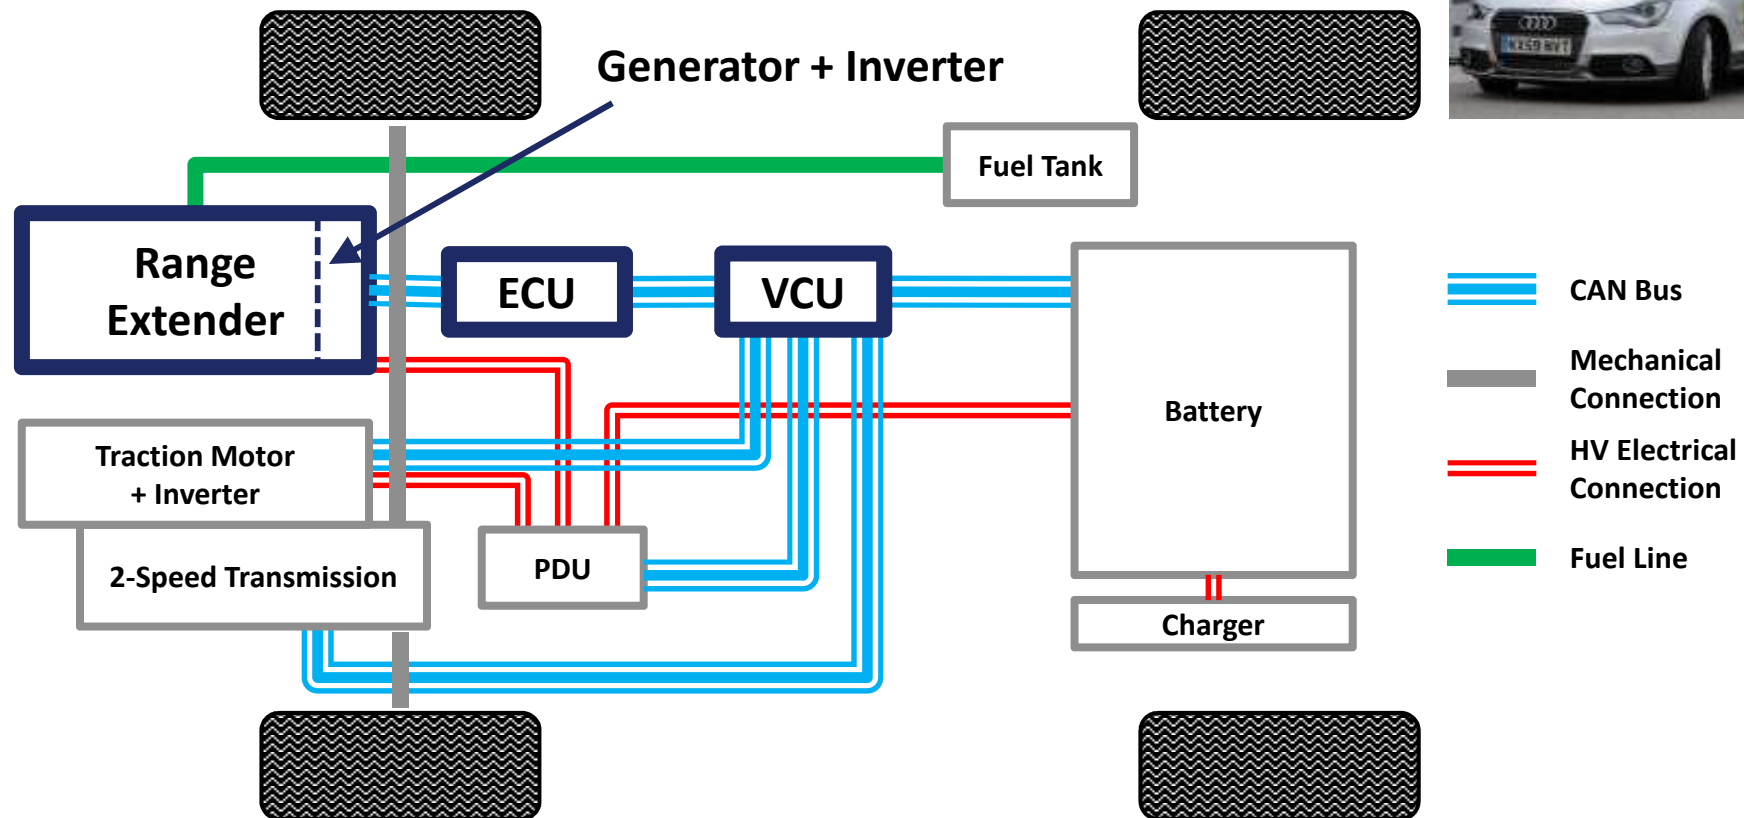 Generator + Inverter
Fuel Tank
Range
Extender
ECU
VCU
Battery
Traction Motor
+ Inverter
2-Speed Transmission
PDU
Charger
CAN Bus
Mechanical
Connection
HV Electrical
Connection
Fuel Line